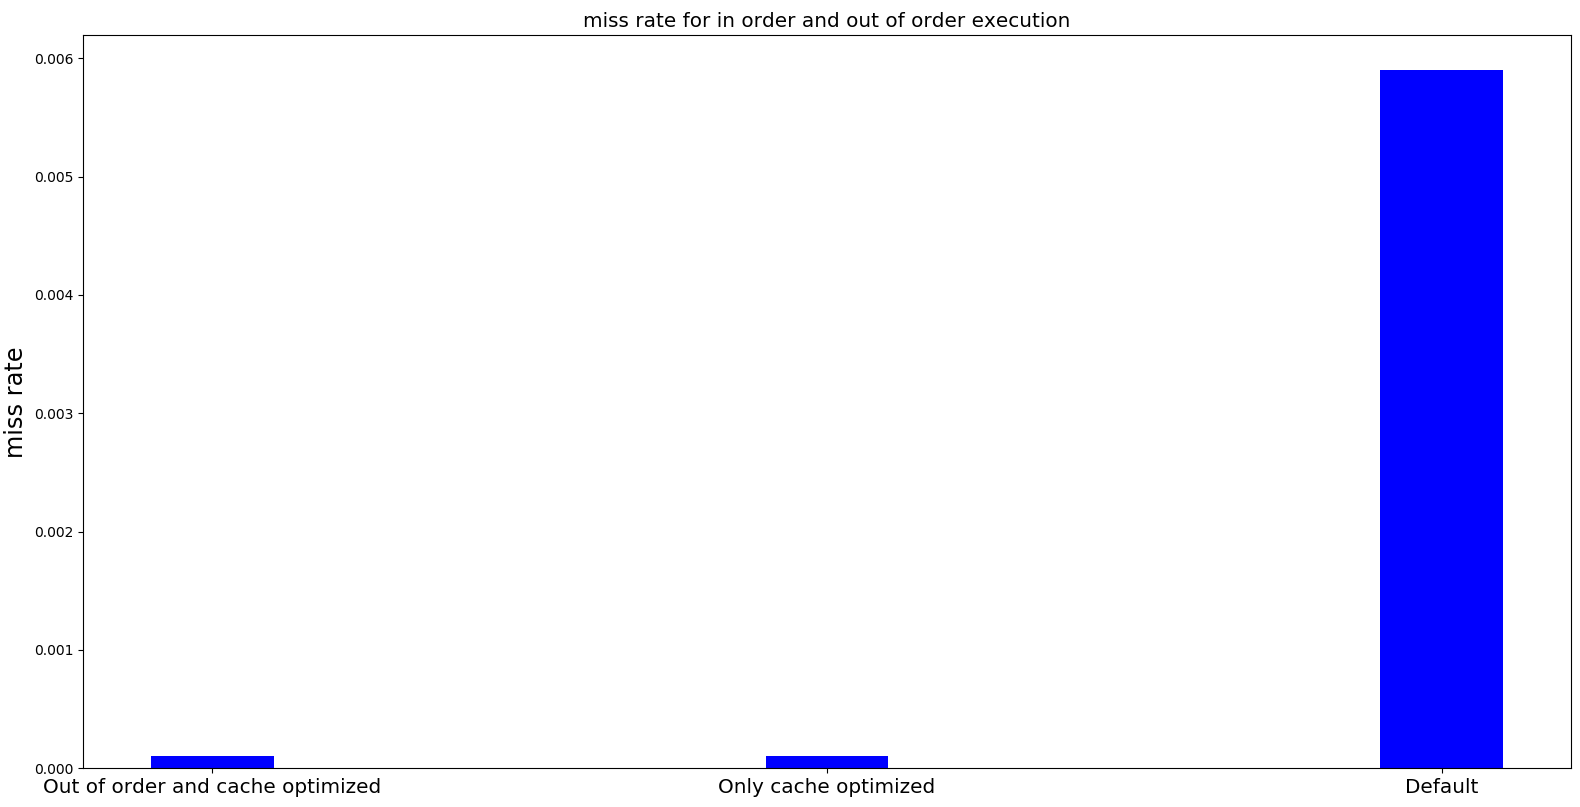 miss rate for in order and out of order execution
0.006
0.005
0.004
0.003
0.002
0.001
0.000
miss rate
Out of order and cache optimized
Only cache optimized
Default